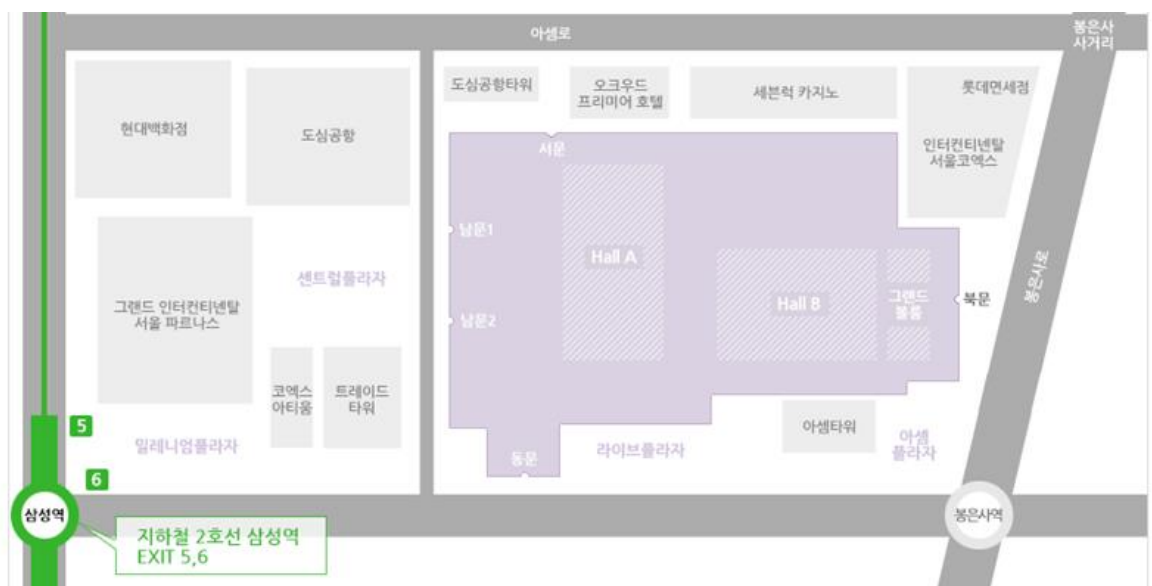 아셈로
봉은사
사거리
현대백화점
도심공항
도심공항타워
오크우드
프리미어 호텔
세븐럭 카지노
롯데면세점
인터컨티넨탈
서울코엑스
서문
남문1
남문2
Hall A
Hall B
그랜드
볼룸
북문
봉은사로
센트럴플라자
그랜드 인터컨티넨탈
서울 파르나스
코엑스
아티움
트레이드
타워
밀레니엄플라자
동문
라이브플라자
아셈타워
아셈
플라자
5
6
삼성역
지하철 2호선 삼성역
EXIT 5,6
봉은사역